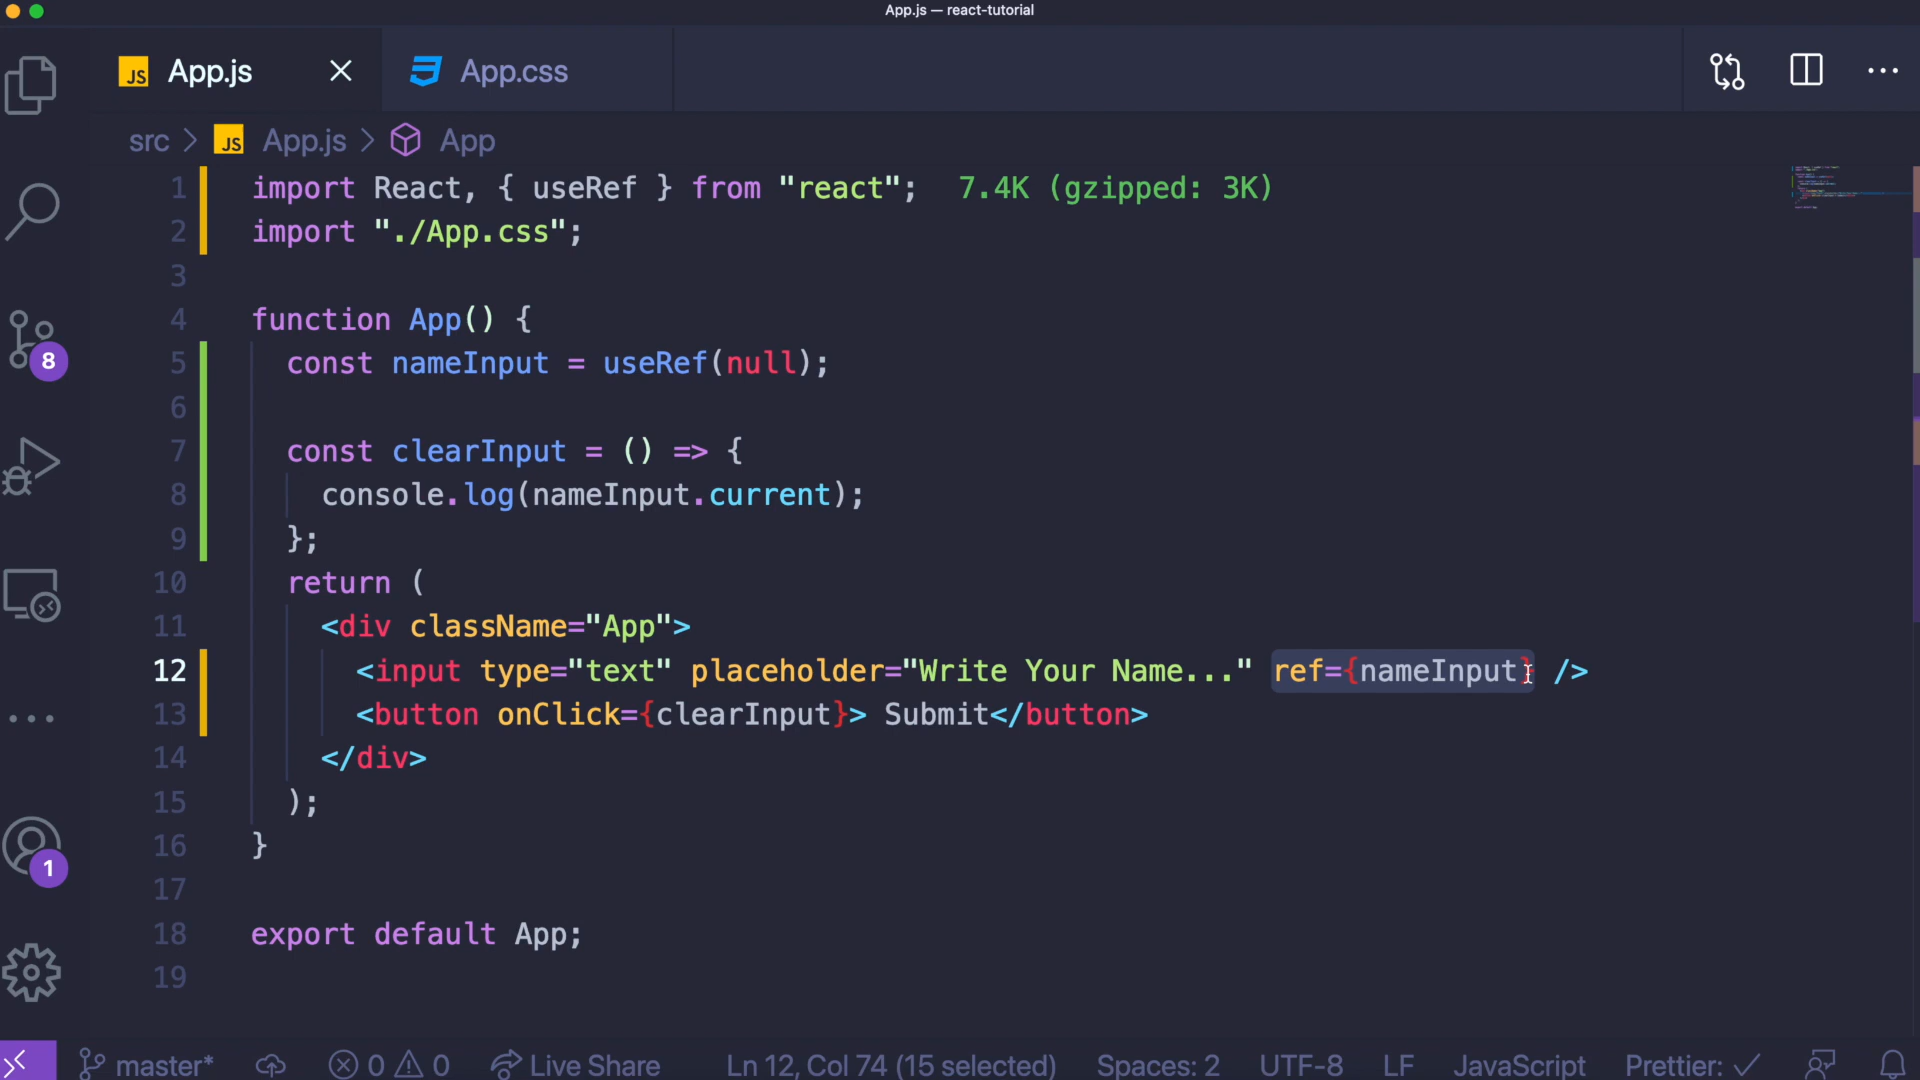 App.js — react-tutorial
JS App.js App.css
src > JS App.js > App
1 import React, { useRef } from "react"; 7.4K (gzipped: 3K)
2 import "./App.css";
3
4 function App() {
5 const nameInput = useRef(null);
6
7 const clearInput = () => {
8 console.log(nameInput.current);
9 };
10 return (
11 <div className="App">
12 <input type="text" placeholder="Write Your Name..." ref={nameInput} />
13 <button onClick={clearInput}> Submit</button>
14 </div>
15 );
16 }
17
18 export default App;
19
8
1
master* 0 0 Live Share Ln 12, Col 74 (15 selected) Spaces: 2 UTF-8 LF JavaScript Prettier: ✓